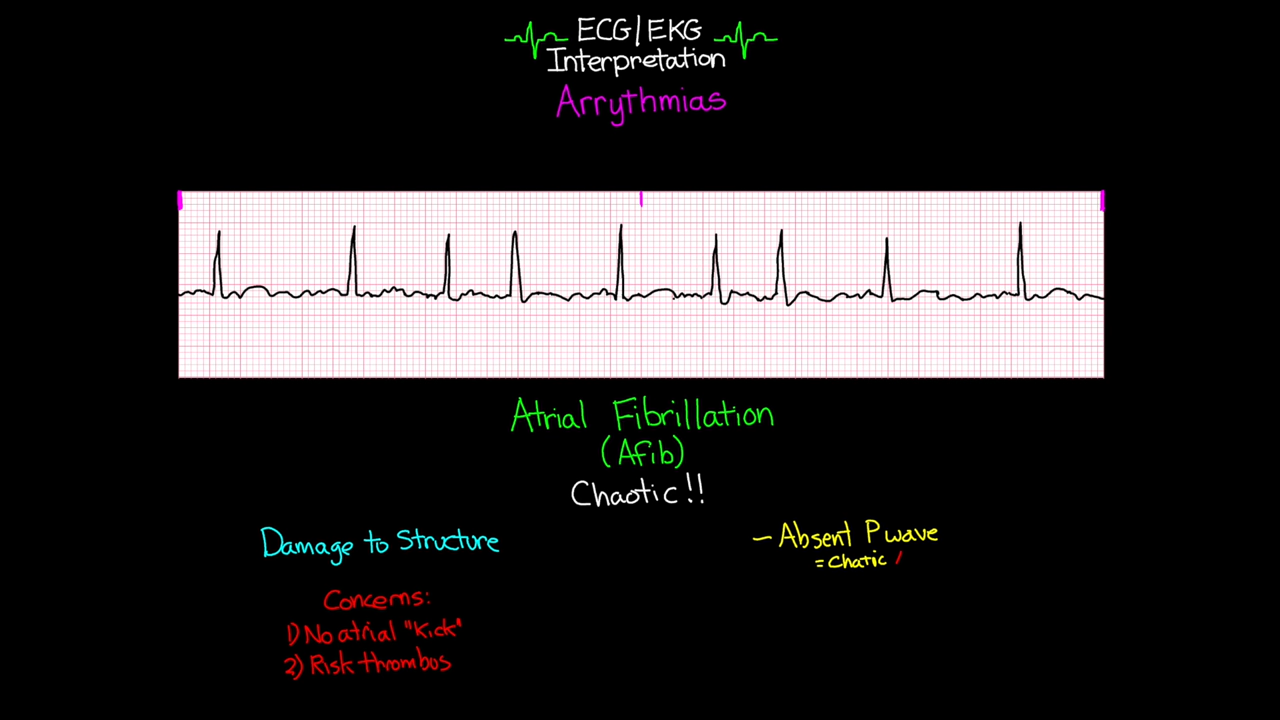 ECG/EKG
Interpretation
Arrythmias
Atrial Fibrillation
(Afib)
Chaotic!!
Damage to Structure
Concerns:
1) No atrial "Kick"
2) Risk thrombus
- Absent P wave
= Chatic